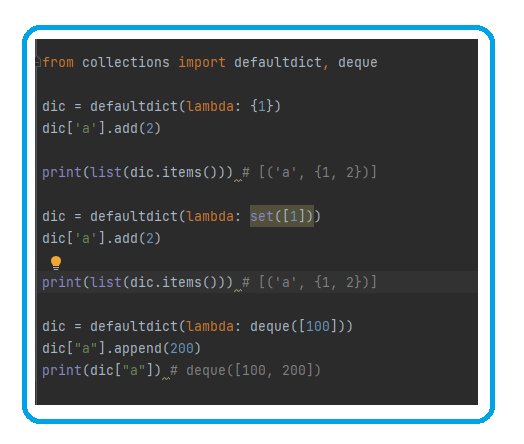 from collections import defaultdict, deque
dic = defaultdict(lambda: {1})
dic['a'].add(2)
print(list(dic.items())) # [('a', {1, 2})]
dic = defaultdict(lambda: set([1]))
dic['a'].add(2)
print(list(dic.items())) # [('a', {1, 2})]
dic = defaultdict(lambda: deque([100]))
dic["a"].append(200)
print(dic["a"]) # deque([100, 200])